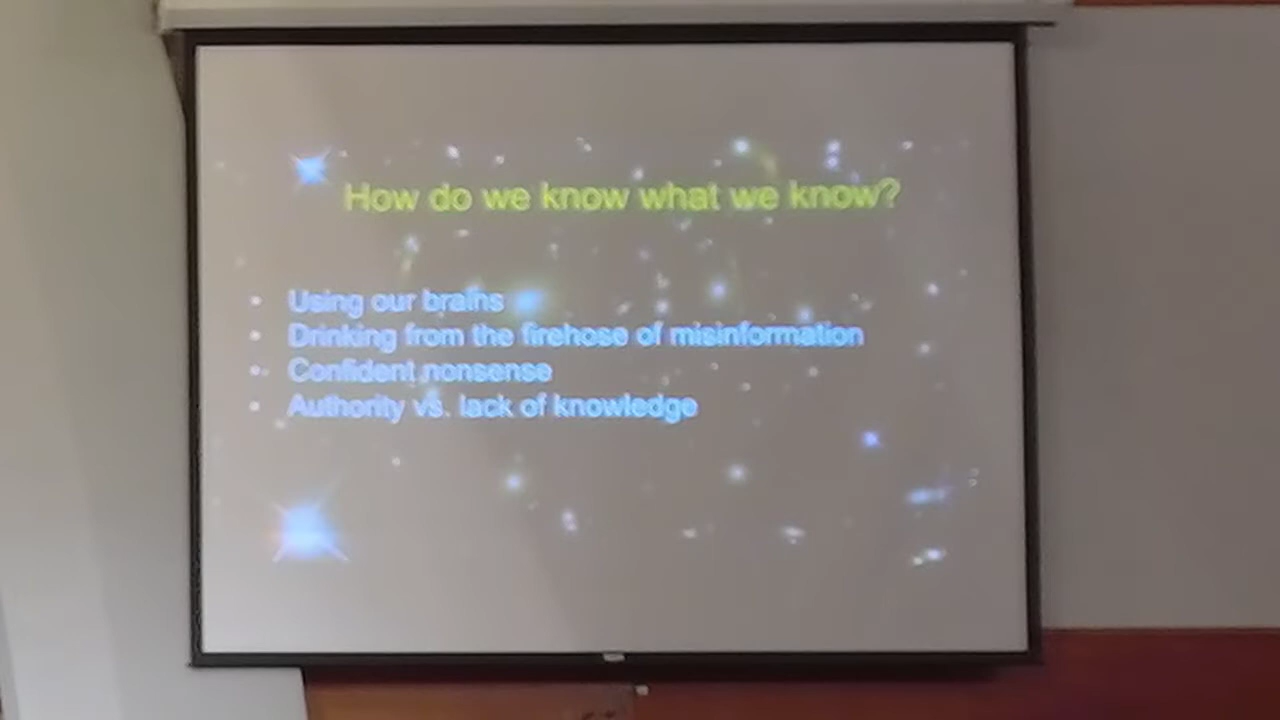 How do we know what we know?
• Using our brains
• Drinking from the firehose of misinformation
• Confident nonsense
• Authority vs. lack of knowledge